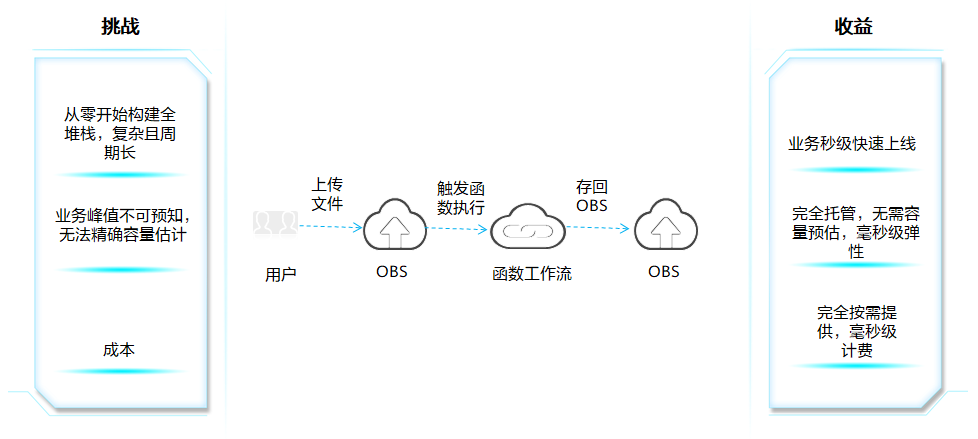 挑战
从零开始构建全
堆栈，复杂且周
期长
业务峰值不可预知，
无法精确容量估计
成本
用户
上传
文件
OBS
触发函
数执行
函数工作流
存回
OBS
OBS
收益
业务秒级快速上线
完全托管，无需容
量预估，毫秒级弹
性
完全按需提
供，毫秒级
计费